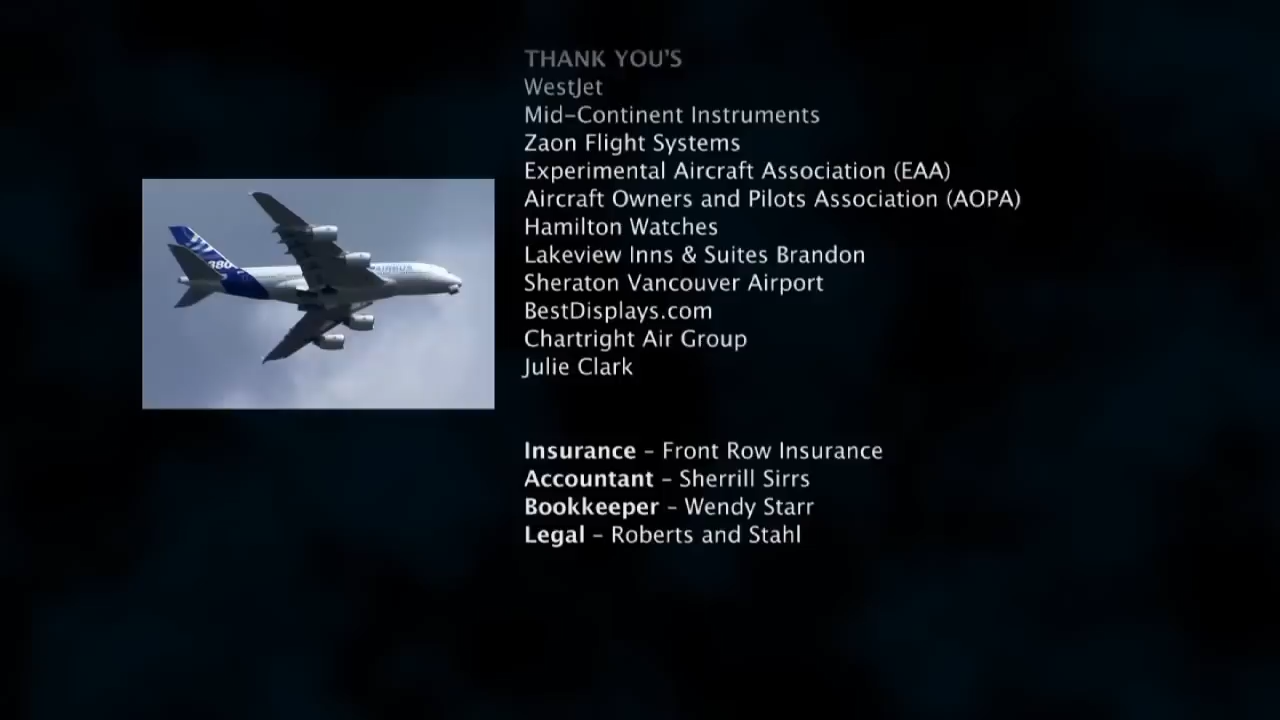 THANK YOU'S
WestJet
Mid-Continent Instruments
Zaon Flight Systems
Experimental Aircraft Association (EAA)
Aircraft Owners and Pilots Association (AOPA)
Hamilton Watches
Lakeview Inns & Suites Brandon
Sheraton Vancouver Airport
BestDisplays.com
Chartright Air Group
Julie Clark
380
AIRBUS
Insurance - Front Row Insurance
Accountant - Sherrill Sirrs
Bookkeeper - Wendy Starr
Legal - Roberts and Stahl